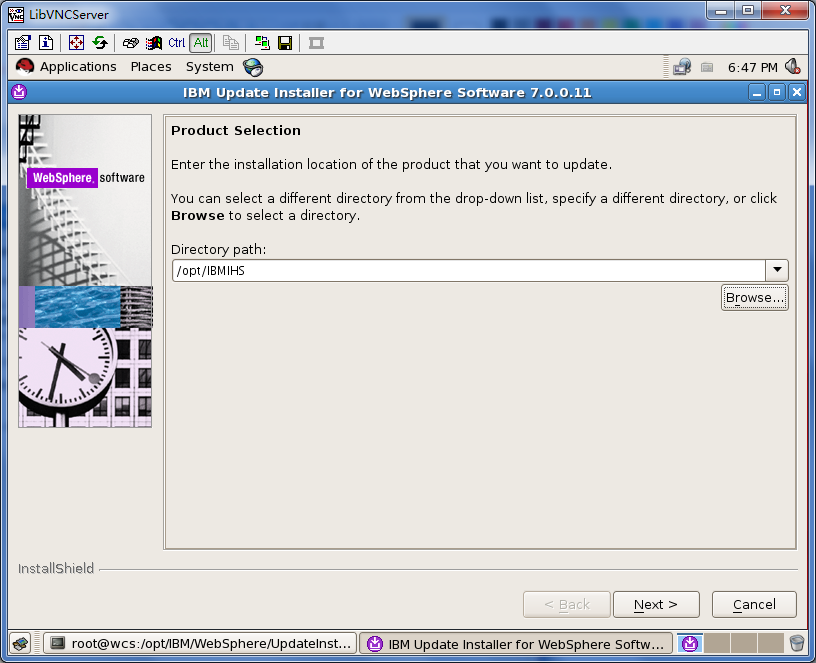 LibVNCServer
Ctrl Alt
Applications Places System 6:47 PM
IBM Update Installer for WebSphere Software 7.0.0.11
WebSphere. software
Product Selection
Enter the installation location of the product that you want to update.
You can select a different directory from the drop-down list, specify a different directory, or click
Browse to select a directory.
Directory path:
/opt/IBMIHS
Browse...
InstallShield
< Back Next > Cancel
root@wcs:/opt/IBM/WebSphere/UpdateInst... IBM Update Installer for WebSphere Softw...